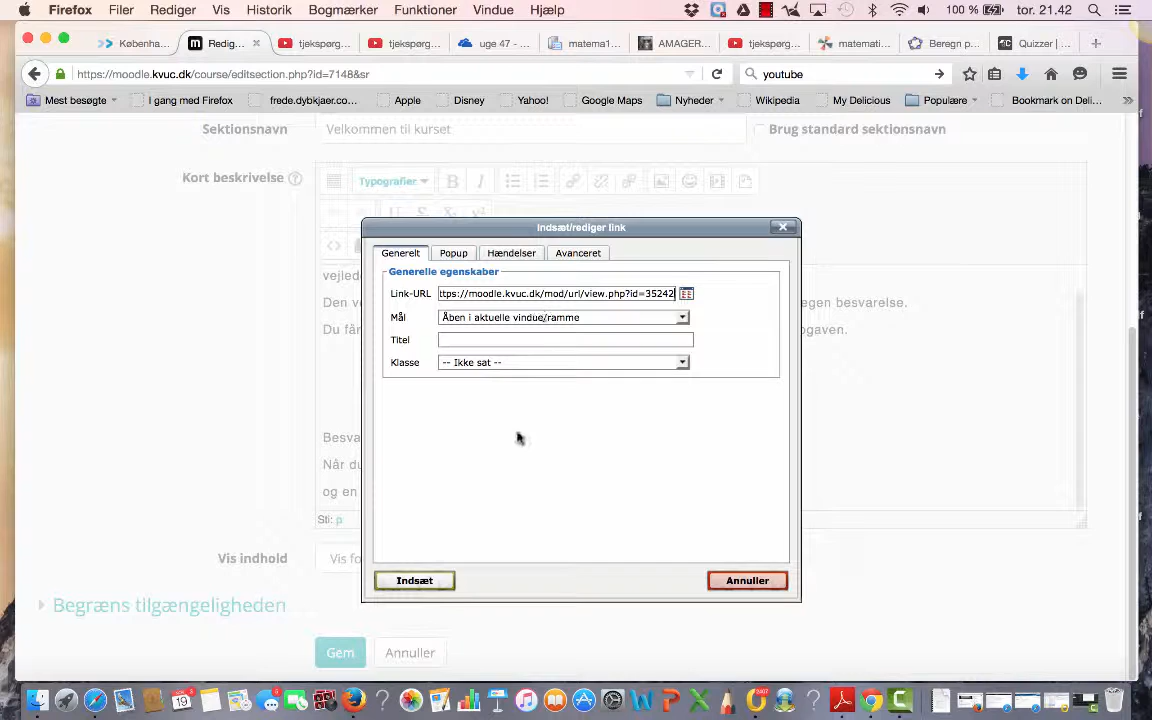 Firefox Filer Rediger Vis Historik Bogmærker Funktioner Vindue Hjælp 100 % tor. 21.42
Københa... Redig... tjekspørg... tjekspørg... uge 47 - ... matema1... AMAGER... tjekspørg... matemati... Beregn p... Quizzer |...
https://moodle.kvuc.dk/course/editsection.php?id=7148&sr youtube
Mest besøgte I gang med Firefox frede.dybkjaer.co... Apple Disney Yahoo! Google Maps Nyheder Wikipedia My Delicious Populære Bookmark on Deli...
Sektionsnavn Velkommen til kurset Brug standard sektionsnavn
Kort beskrivelse Typografier B I
Indsæt/rediger link
Generelt Popup Hændelser Avanceret
Generelle egenskaber
vejlede
Link-URL ttps://moodle.kvuc.dk/mod/url/view.php?id=35242
Den ve egen besvarelse.
Mål Åben i aktuelle vindue/ramme
Du får opgaven.
Titel
Klasse -- Ikke sat --
Besva
Når du
og en
Sti: p
Vis indhold Vis fo
Indsæt Annuller
Begræns tilgængeligheden
Gem Annuller
19